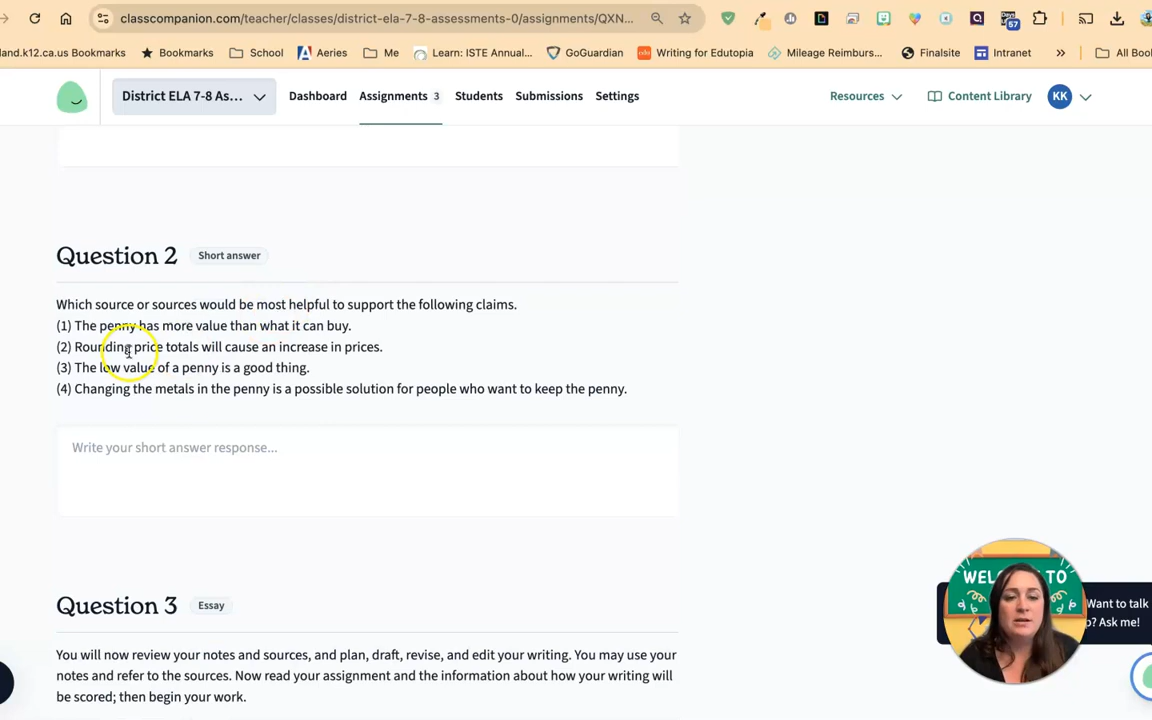 classcompanion.com/teacher/classes/district-ela-7-8-assessments-0/assignments/QXN...
57
land.k12.ca.us Bookmarks Bookmarks School Aeries Me Learn: ISTE Annual... GoGuardian Writing for Edutopia Mileage Reimburs... Finalsite Intranet » All Boo
District ELA 7-8 As... Dashboard Assignments 3 Students Submissions Settings Resources Content Library KK
Question 2 Short answer
Which source or sources would be most helpful to support the following claims.
(1) The penny has more value than what it can buy.
(2) Rounding price totals will cause an increase in prices.
(3) The low value of a penny is a good thing.
(4) Changing the metals in the penny is a possible solution for people who want to keep the penny.
Write your short answer response...
WELCOME TO
Question 3 Essay
Want to talk
p? Ask me!
You will now review your notes and sources, and plan, draft, revise, and edit your writing. You may use your
notes and refer to the sources. Now read your assignment and the information about how your writing will
be scored; then begin your work.